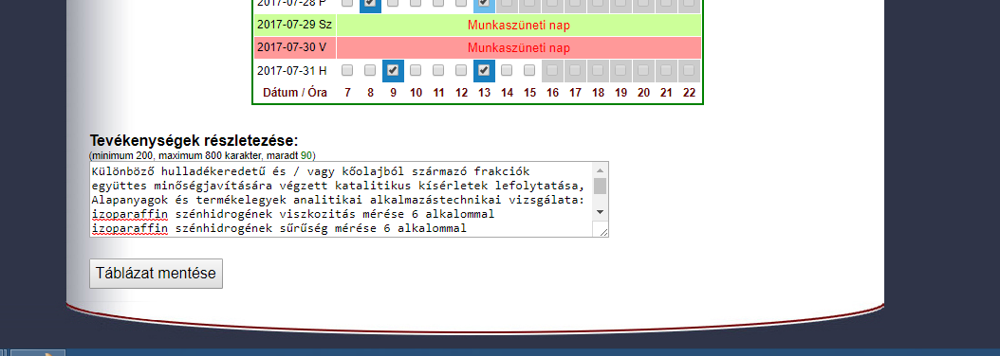 2017-07-28 P
2017-07-29 Sz Munkaszüneti nap
2017-07-30 V Munkaszüneti nap
2017-07-31 H
Dátum / Óra 7 8 9 10 11 12 13 14 15 16 17 18 19 20 21 22
Tevékenységek részletezése:
(minimum 200, maximum 800 karakter, maradt 90)
Különböző hulladékeredetű és / vagy kőolajból származó frakciók
együttes minőségjavítására végzett katalitikus kísérletek lefolytatása,
Alapanyagok és termékelegyek analitikai alkalmazástechnikai vizsgálata:
izoparaffin szénhidrogének viszkozitás mérése 6 alkalommal
izoparaffin szénhidrogének sűrűség mérése 6 alkalommal
Táblázat mentése